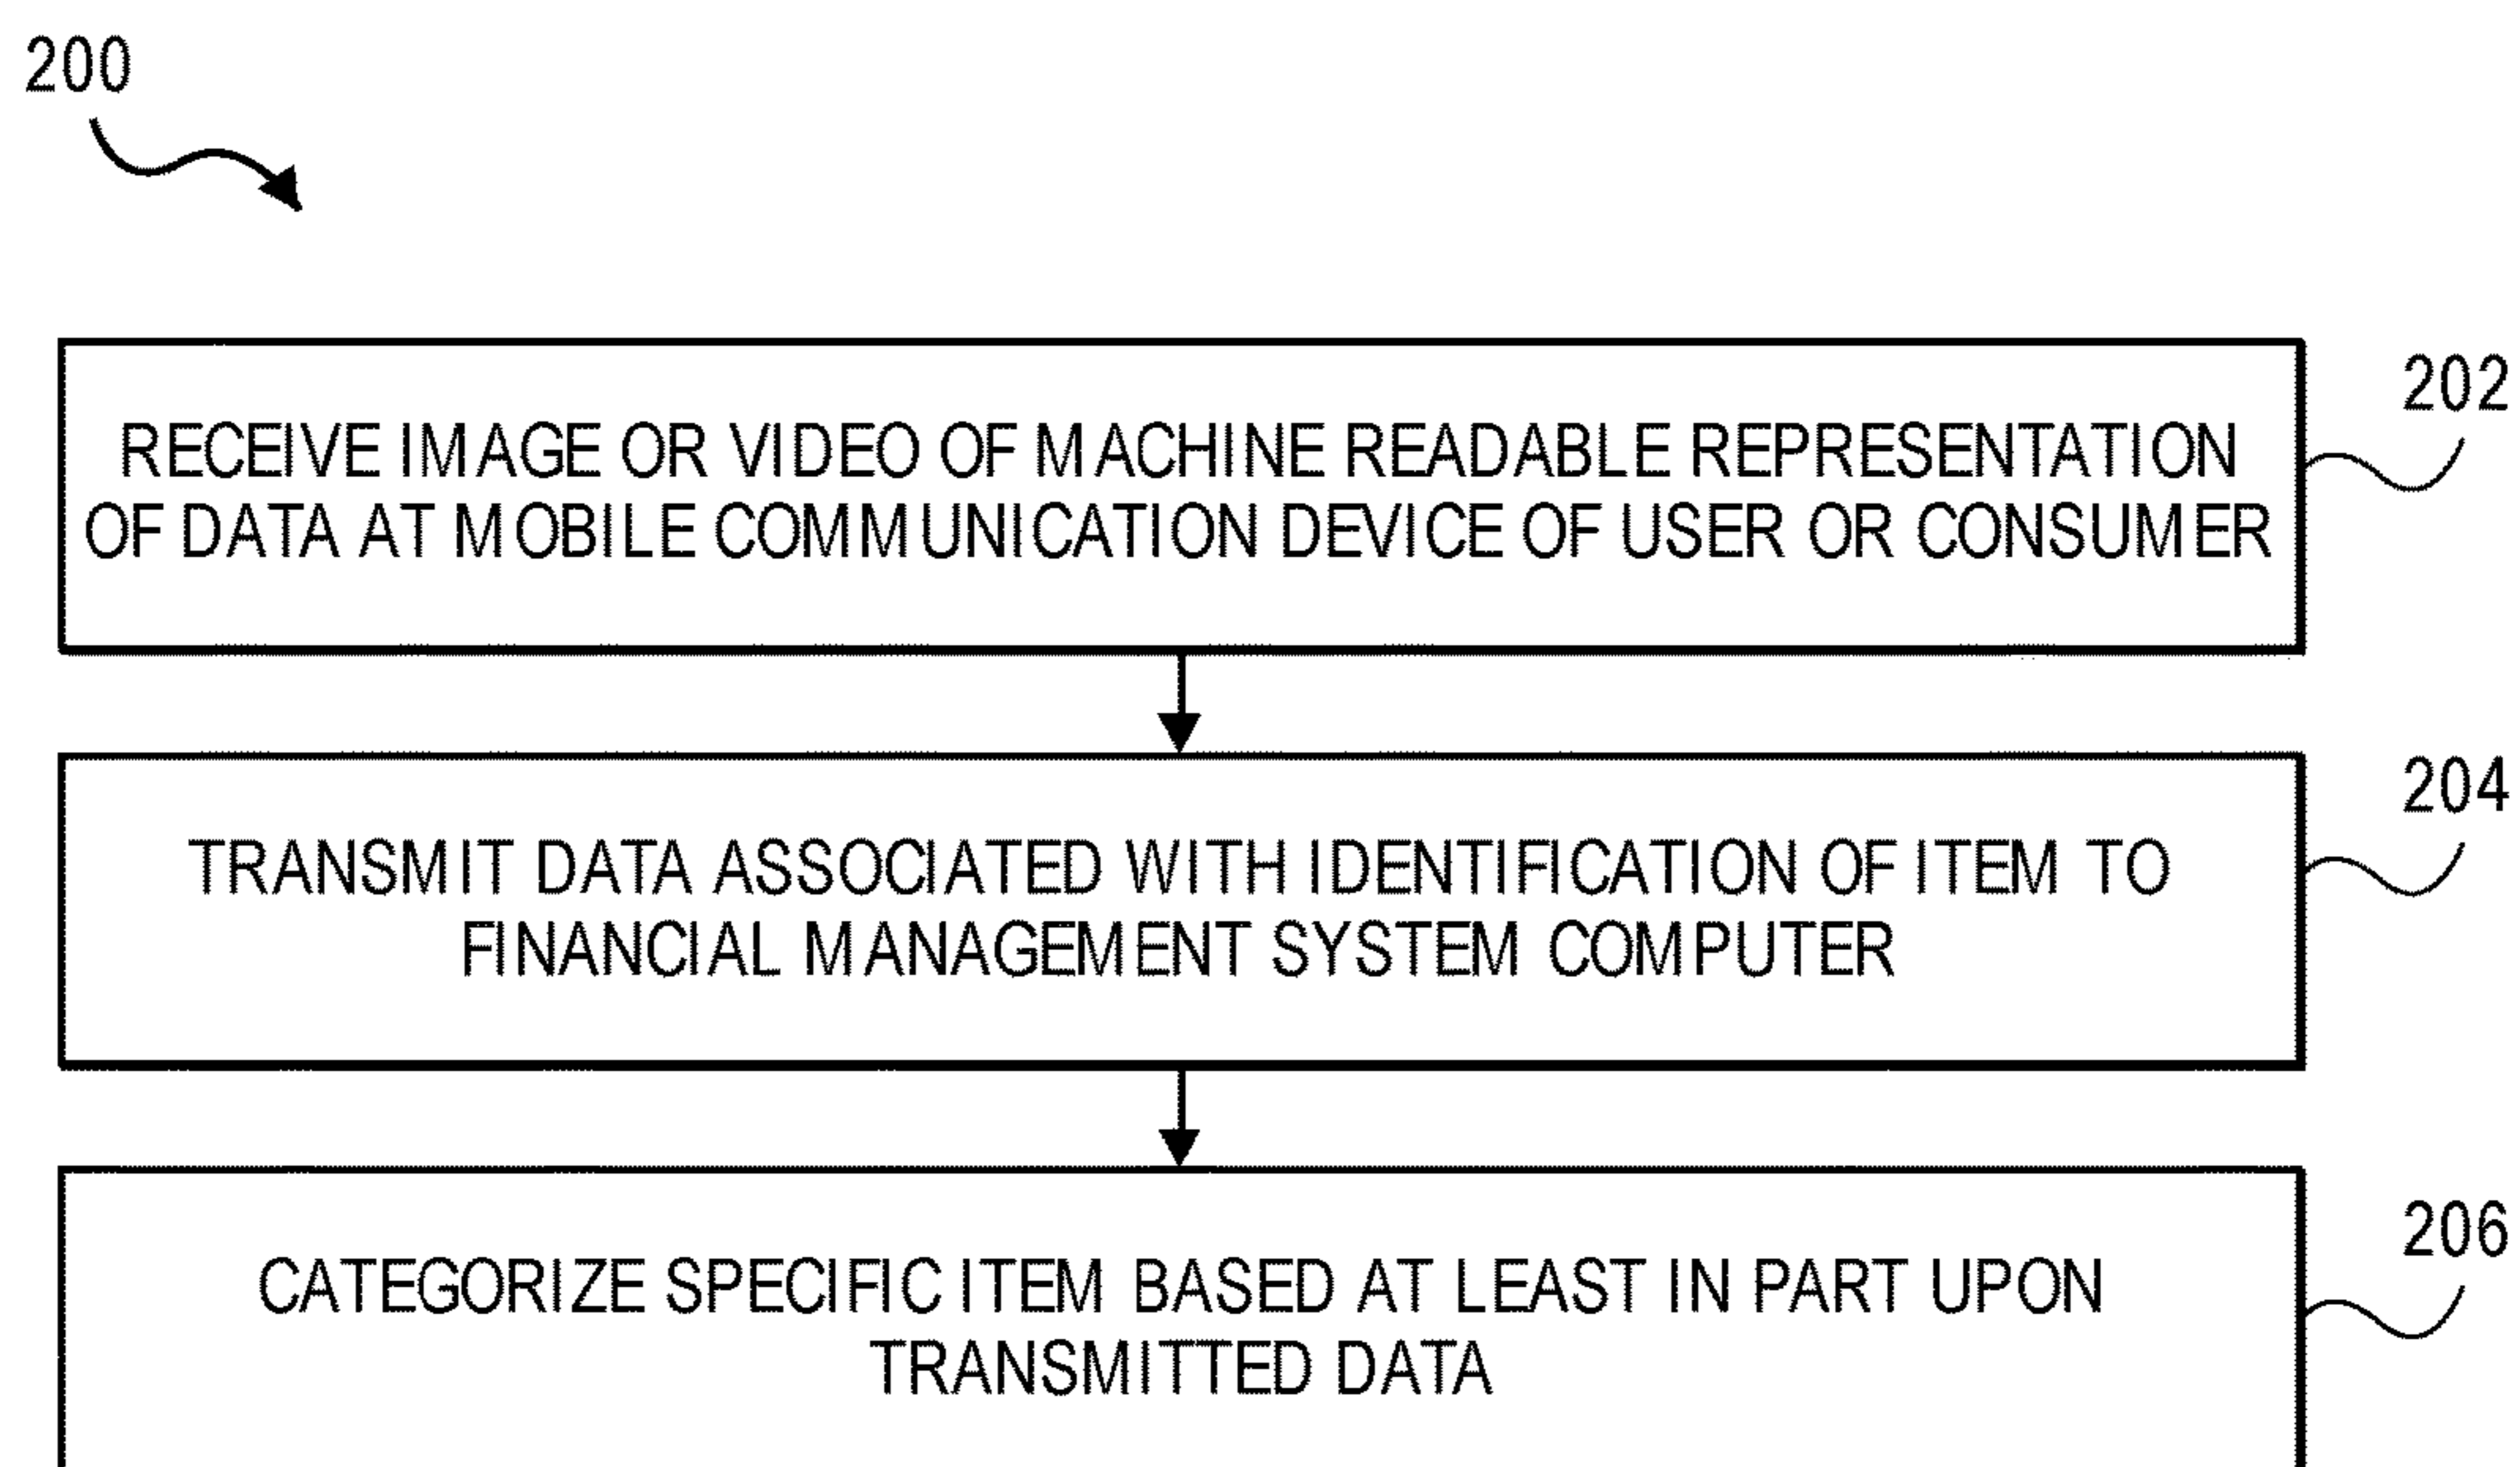 200
RECEIVE IMAGE OR VIDEO OF MACHINE READABLE REPRESENTATION
OF DATA AT MOBILE COMMUNICATION DEVICE OF USER OR CONSUMER
202
TRANSMIT DATA ASSOCIATED WITH IDENTIFICATION OF ITEM TO
FINANCIAL MANAGEMENT SYSTEM COMPUTER
204
CATEGORIZE SPECIFIC ITEM BASED AT LEAST IN PART UPON
TRANSMITTED DATA
206